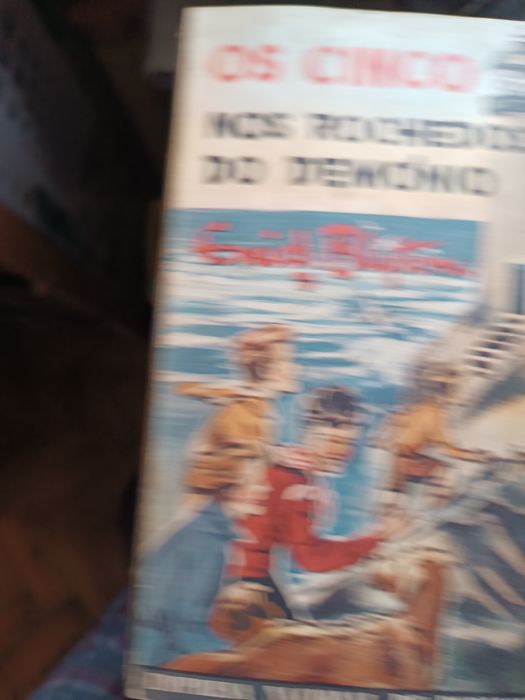 OS CINCO
NOS ROCHEDOS
DO DEMÓNIO
Enid Blyton